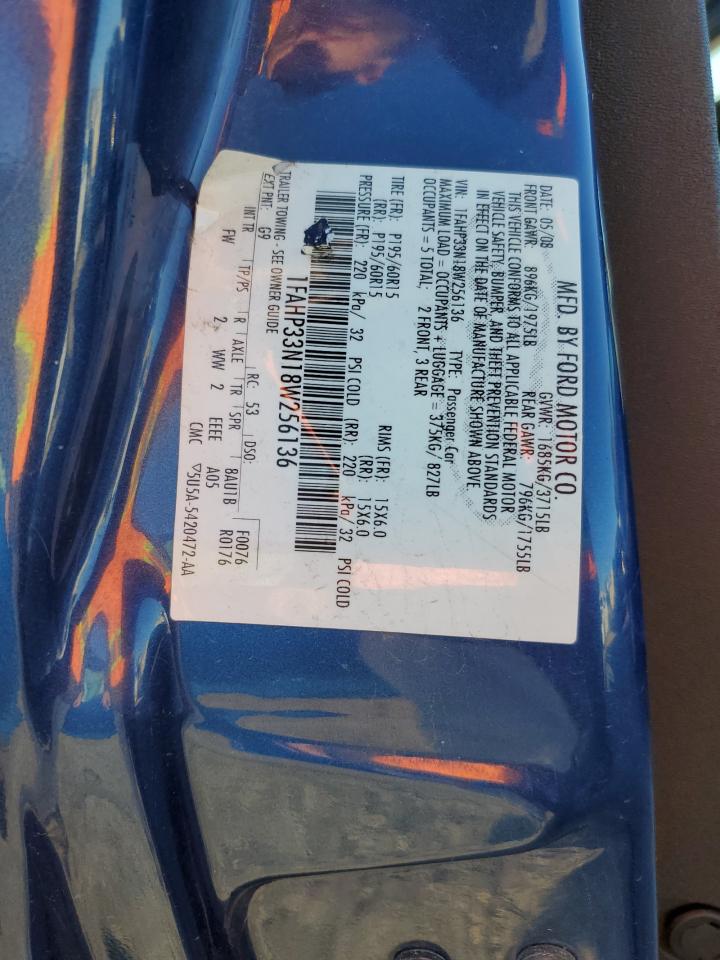 MFD. BY FORD MOTOR CO
DATE: 05/08 GVWR: 1685KG/3715LB
FRONT GAWR: 896KG/1975LB REAR GAWR: 796KG/1755LB
THIS VEHICLE CONFORMS TO ALL APPLICABLE FEDERAL MOTOR
VEHICLE SAFETY, BUMPER, AND THEFT PREVENTION STANDARDS
IN EFFECT ON THE DATE OF MANUFACTURE SHOWN ABOVE.
VIN: 1FAHP33N18W256136 TYPE: Passenger Car
MAXIMUM LOAD = OCCUPANTS + LUGGAGE = 375KG/827LB
OCCUPANTS = 5 TOTAL; 2 FRONT, 3 REAR
TIRE (FR): P195/60R15 RIMS (FR): 15X6.0
(RR): P195/60R15 (RR): 15X6.0
PRESSURE (FR): 220 kPa/ 32 PSI COLD (RR): 220 kPa/ 32 PSI COLD
1FAHP33N18W256136
TRAILER TOWING - SEE OWNER GUIDE
EXT PNT: G9 RC: 53 DSO: F0076
R0176
INT TR TP/PS R AXLE TR SPR 8AU1B
FW 2 WW 2 EEEE A05
CMC 5U5A-5420472-AA